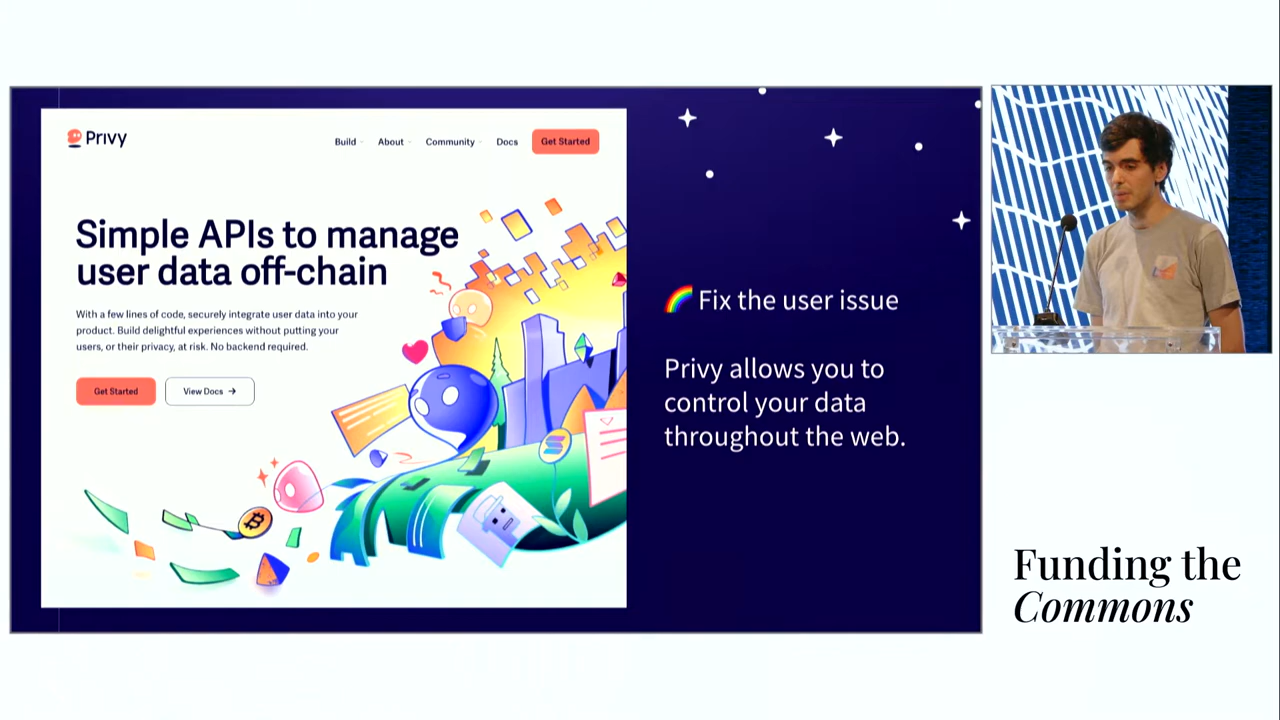 Privy
Build
About
Community
Docs
Get Started
Simple APIs to manage
user data off-chain
With a few lines of code, securely integrate user data into your
product. Build delightful experiences without putting your
users, or their privacy, at risk. No backend required.
Get Started
View Docs →
🌈 Fix the user issue
Privy allows you to
control your data
throughout the web.
Funding the
Commons